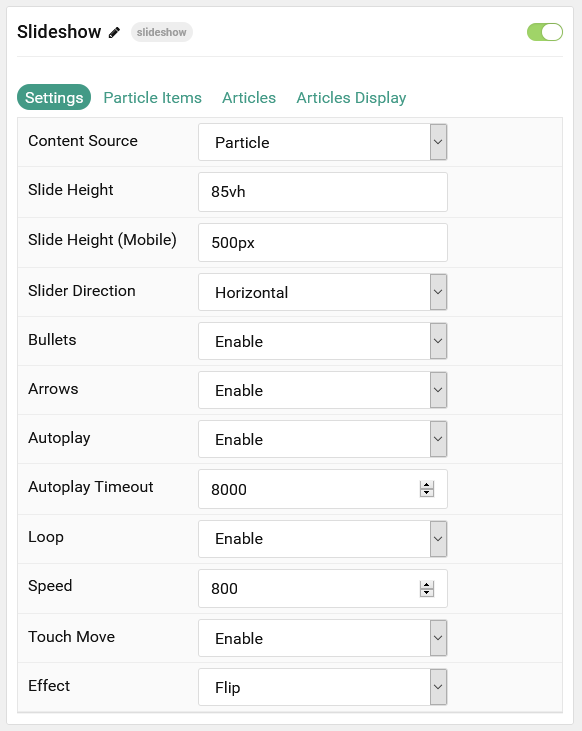 Slideshow slideshow
Settings Particle Items Articles Articles Display
Content Source Particle
Slide Height 85vh
Slide Height (Mobile) 500px
Slider Direction Horizontal
Bullets Enable
Arrows Enable
Autoplay Enable
Autoplay Timeout 8000
Loop Enable
Speed 800
Touch Move Enable
Effect Flip